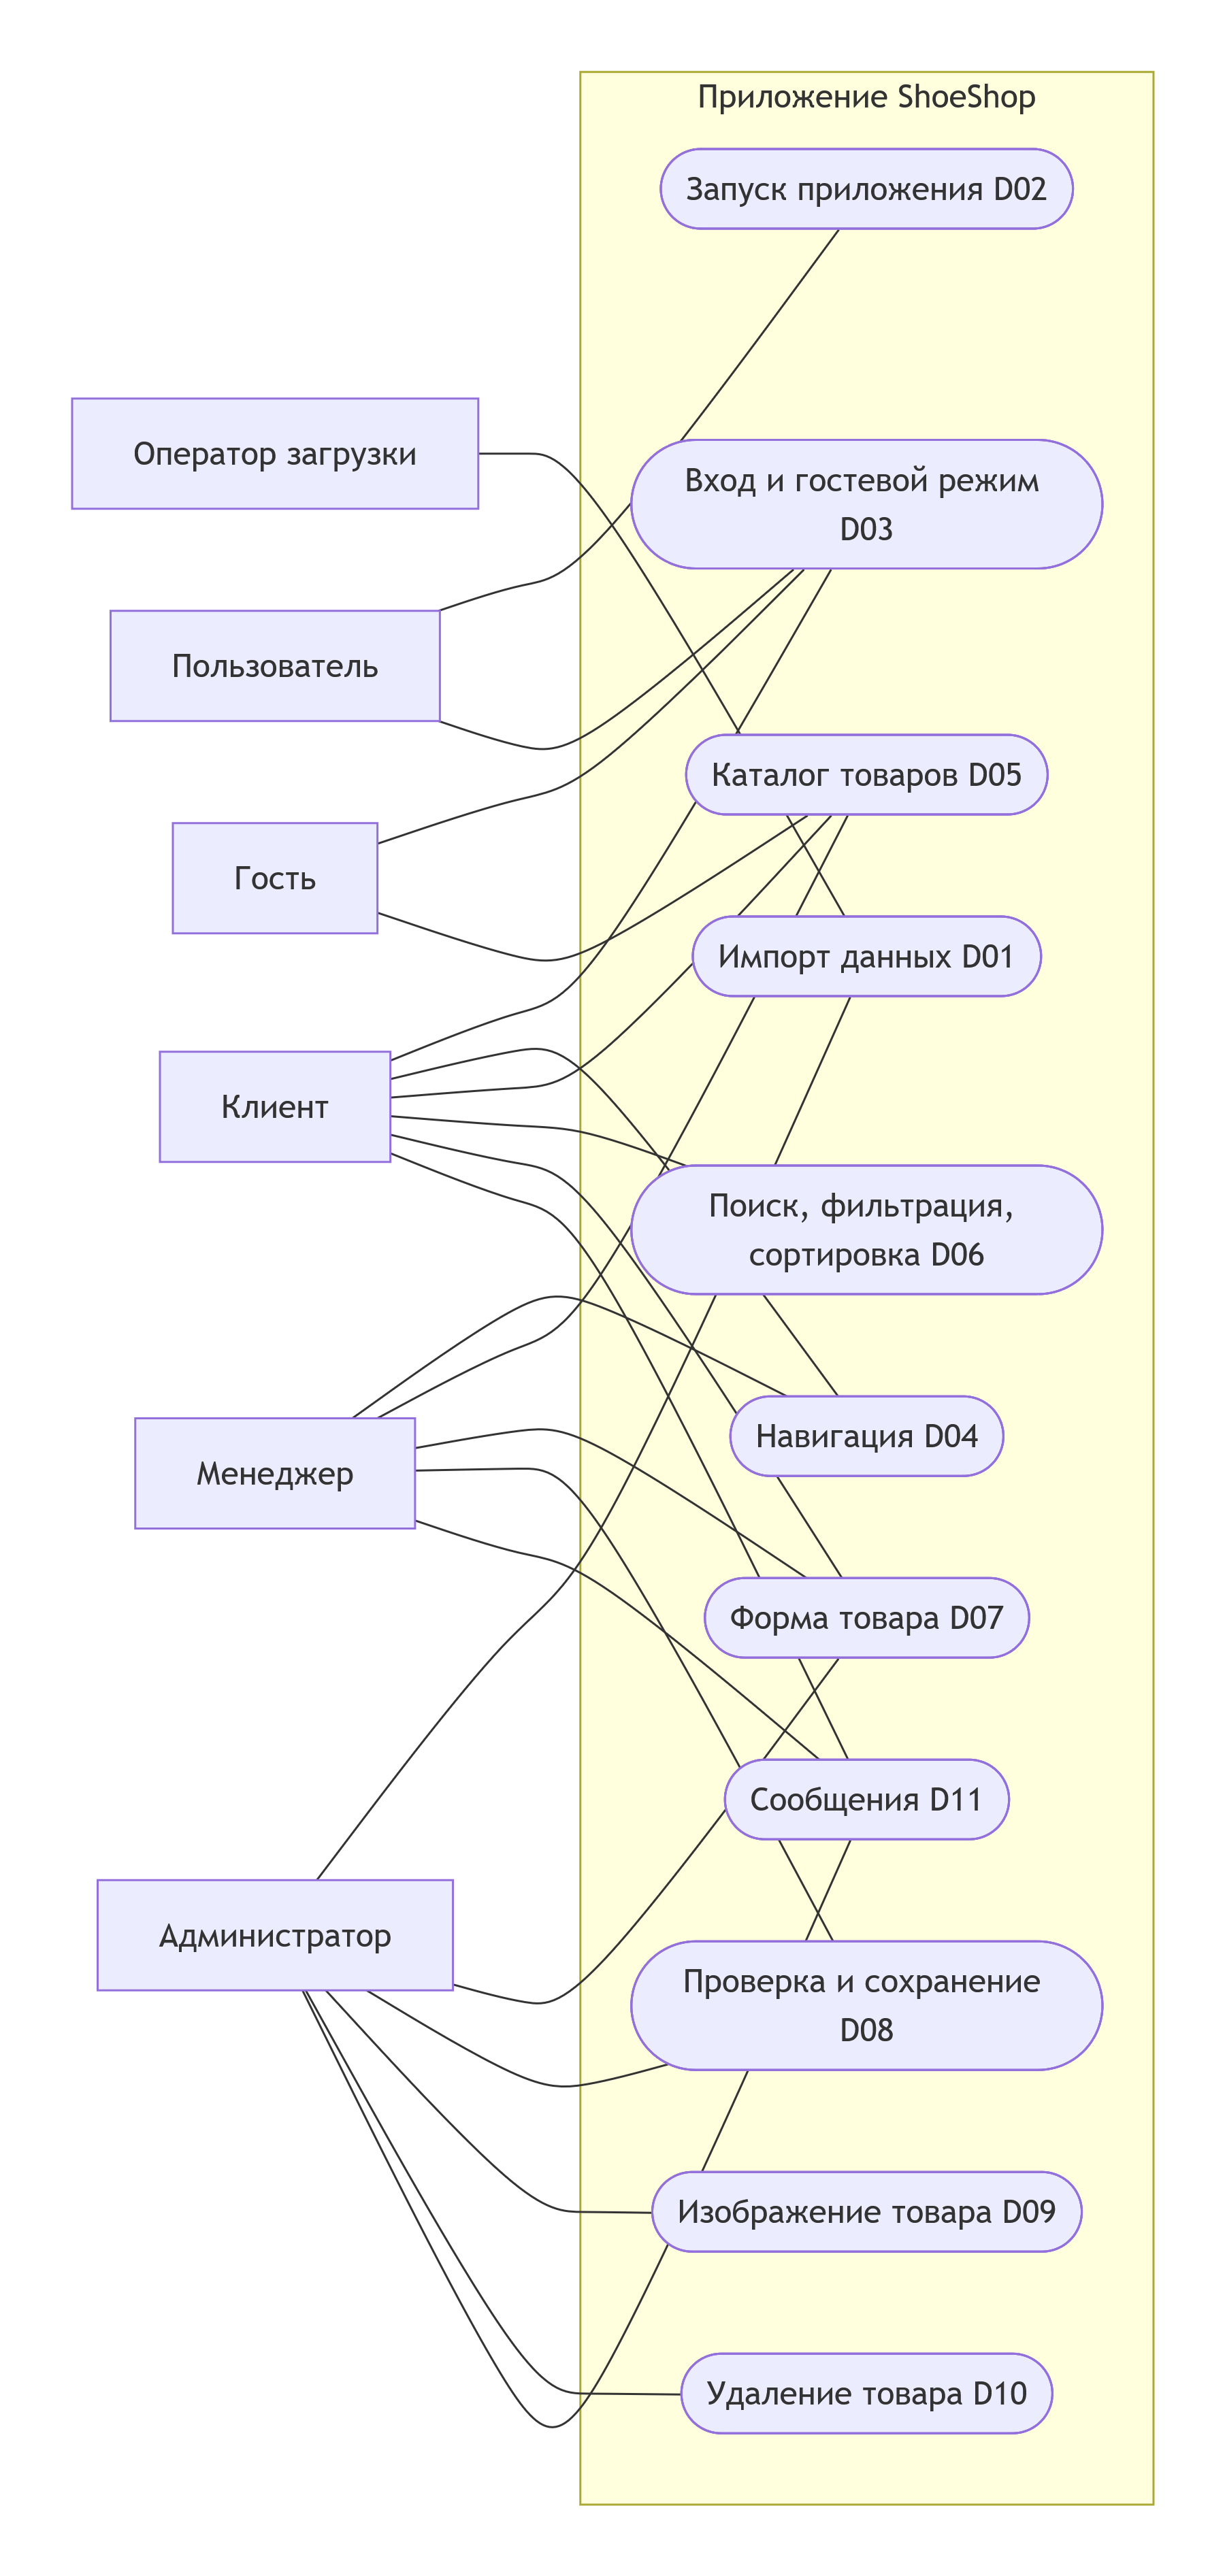 Приложение ShoeShop
Запуск приложения D02
Оператор загрузки
Вход и гостевой режим
D03
Пользователь
Каталог товаров D05
Гость
Импорт данных D01
Клиент
Поиск, фильтрация,
сортировка D06
Навигация D04
Менеджер
Форма товара D07
Сообщения D11
Администратор
Проверка и сохранение
D08
Изображение товара D09
Удаление товара D10